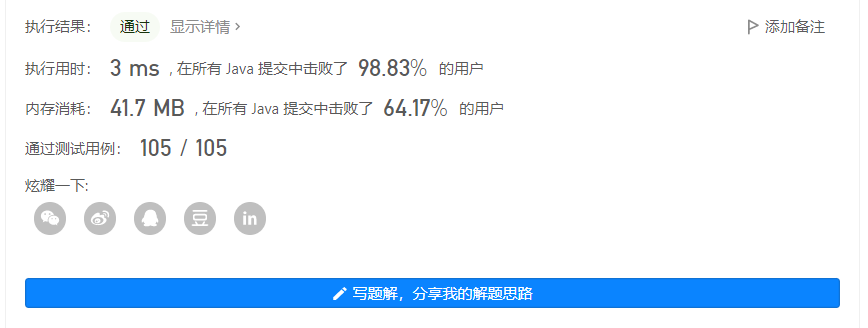 执行结果： 通过 显示详情 > 添加备注
执行用时： 3 ms , 在所有 Java 提交中击败了 98.83% 的用户
内存消耗： 41.7 MB , 在所有 Java 提交中击败了 64.17% 的用户
通过测试用例： 105 / 105
炫耀一下:
豆 in
写题解，分享我的解题思路